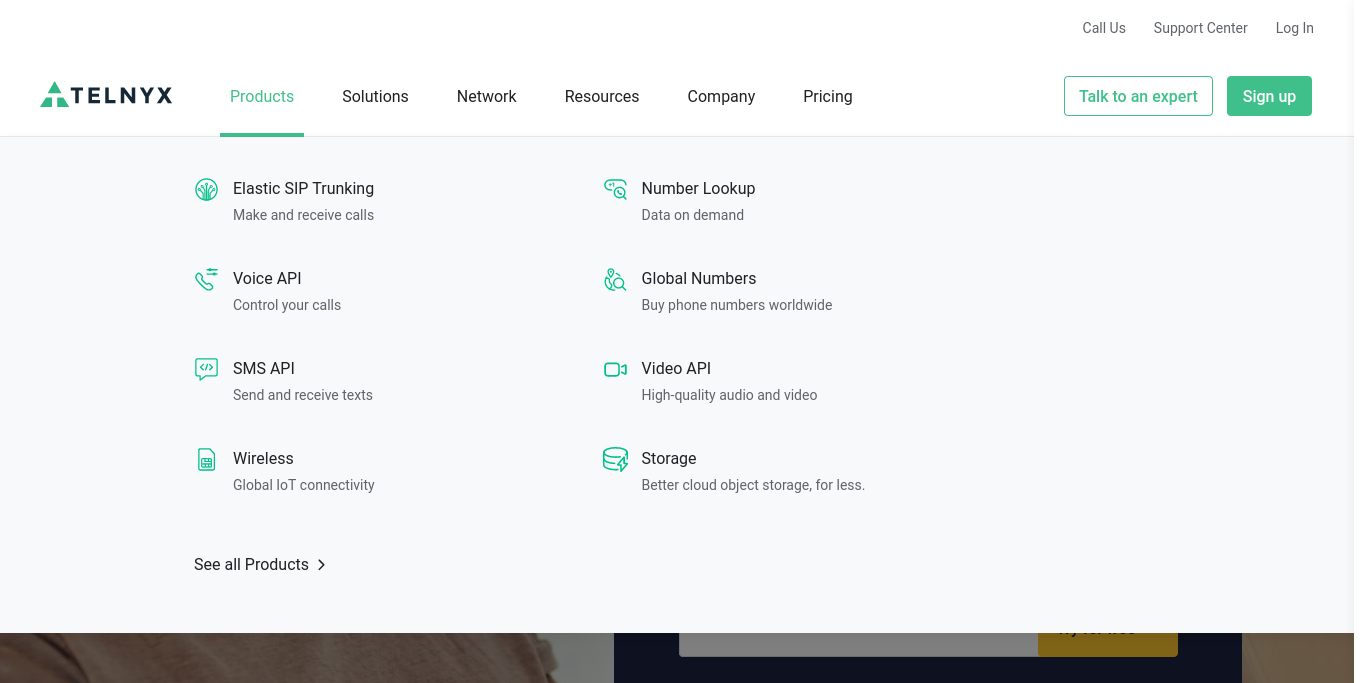 Call Us Support Center Log In
TELNYX Products Solutions Network Resources Company Pricing Talk to an expert Sign up
Elastic SIP Trunking
Make and receive calls
Number Lookup
Data on demand
Voice API
Control your calls
Global Numbers
Buy phone numbers worldwide
SMS API
Send and receive texts
Video API
High-quality audio and video
Wireless
Global IoT connectivity
Storage
Better cloud object storage, for less.
See all Products